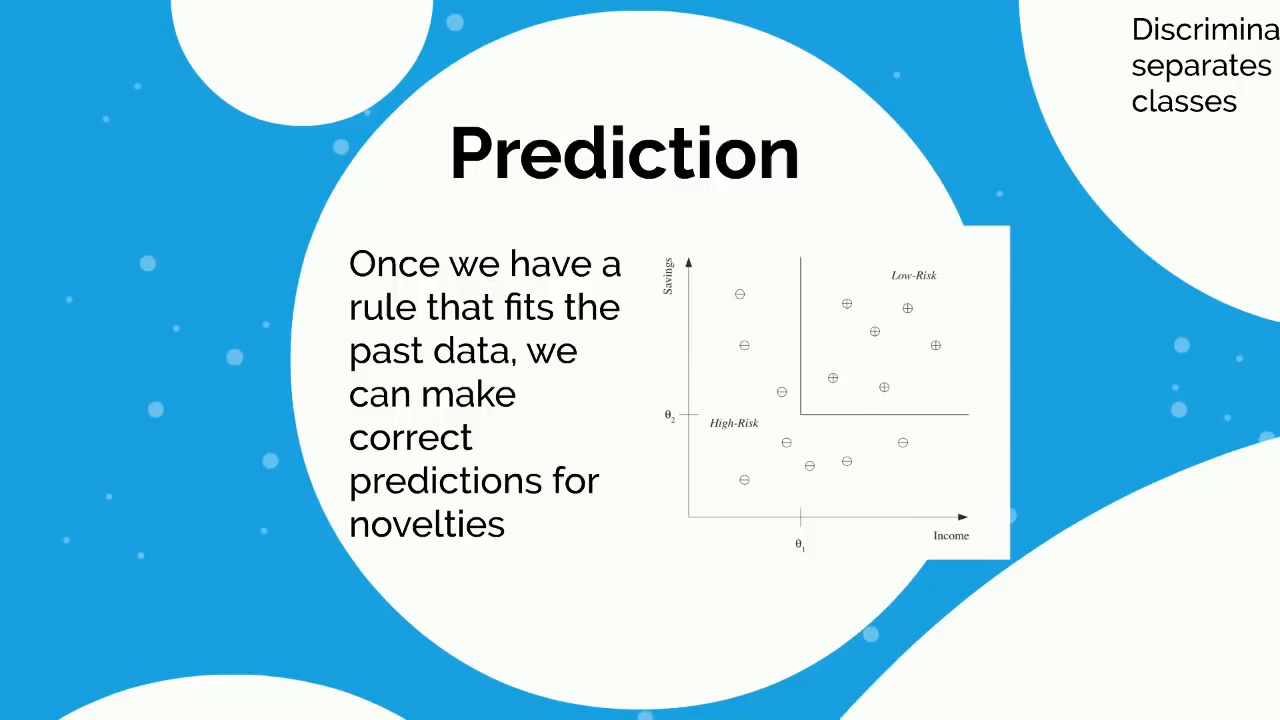 Prediction
Once we have a
rule that fits the
past data, we
can make
correct
predictions for
novelties
Savings
Low-Risk
θ2
High-Risk
Income
θ1
separates
classes